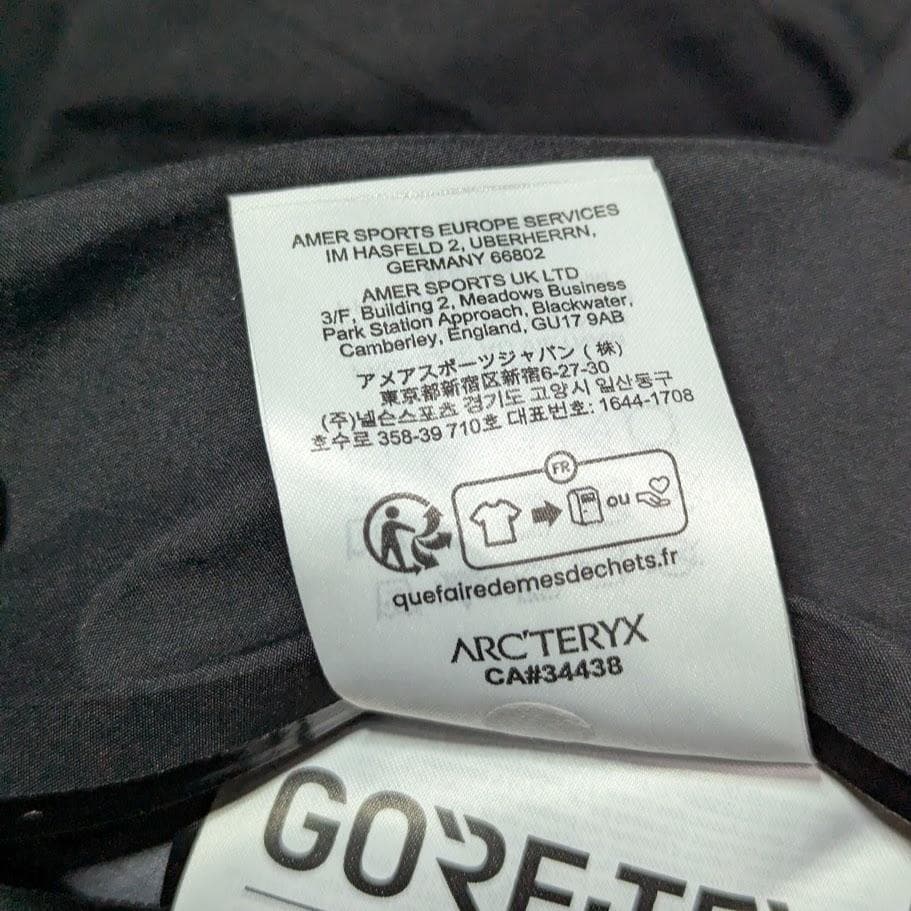 AMER SPORTS EUROPE SERVICES
IM HASFELD 2, UBERHERRN,
GERMANY 66802
AMER SPORTS UK LTD
3/F, Building 2, Meadows Business
Park Station Approach, Blackwater,
Camberley, England, GU17 9AB
アメアスポーツジャパン (株)
東京都新宿区新宿6-27-30
(주)넬슨스포츠 경기도 고양시 일산동구
호수로 358-39 710호 대표번호: 1644-1708
FR
ou
quefairedemesdechets.fr
ARC'TERYX
CA#34438